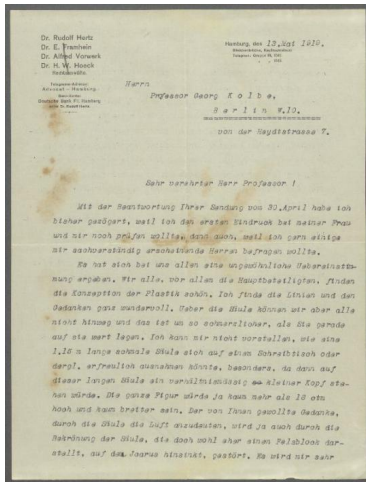 Dr. Rudolf Hertz
Dr. E. Framhein
Dr. Alfred Vorwerk
Dr. H. W. Hoeck
Rechtsanwälte.
Hamburg, den 13. Mai 1919.
Herrn
Professor Georg Kolbe,
Berlin W.10.
von der Heydtstrasse 7.
Sehr verehrter Herr Professor !
Mit der Beantwortung Ihrer Sendung vom 30.April habe ich
bisher gezögert, weil ich den ersten Eindruck bei meiner Frau
und mir noch prüfen wollte, dann auch, weil ich gern einige
mir sachverständig erscheinende Herren befragen wollte.
Es hat sich bei uns allen eine ungewöhnliche Uebereinstim-
mung ergeben. Wir alle, vor allen die Hauptbeteiligten, finden
die Konzeption der Plastik schön. Ich finde die Linien und den
Gedanken ganz wundervoll. Ueber die Säule können wir aber alle
nicht hinweg und das ist um so schmerzlicher, als Sie gerade
auf sie Wert legen. Ich kann mir nicht vorstellen, wie eine
1,15 m lange schmale Säule sich auf einem Schreibtisch oder
dergl. erfreulich ausnehmen könnte, besonders, da dann auf
dieser langen Säule ein verhältnismässig kleiner Kopf ste-
hen würde. Die ganze Figur würde ja kaum mehr als 10 ctm
hoch und kaum breiter sein. Der von Ihnen gewollte Gedanke,
durch die Säule die Luft anzudeuten, wird ja auch durch die
Bekrönung der Säule, die doch wohl eher einen Felsblock dar-
stellt, auf den Icarus hinsinkt, gestört. Es wird mir sehr